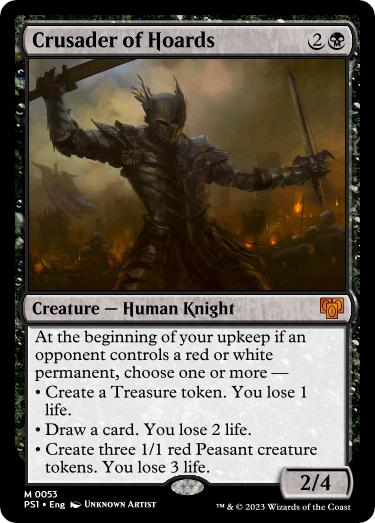 Crusader of Hoards 2
Creature — Human Knight
At the beginning of your upkeep if an
opponent controls a red or white
permanent, choose one or more —
• Create a Treasure token. You lose 1
life.
• Draw a card. You lose 2 life.
• Create three 1/1 red Peasant creature
tokens. You lose 3 life.
2/4
M 0053
PS1 • Eng Unknown Artist
™ & © 2023 Wizards of the Coast